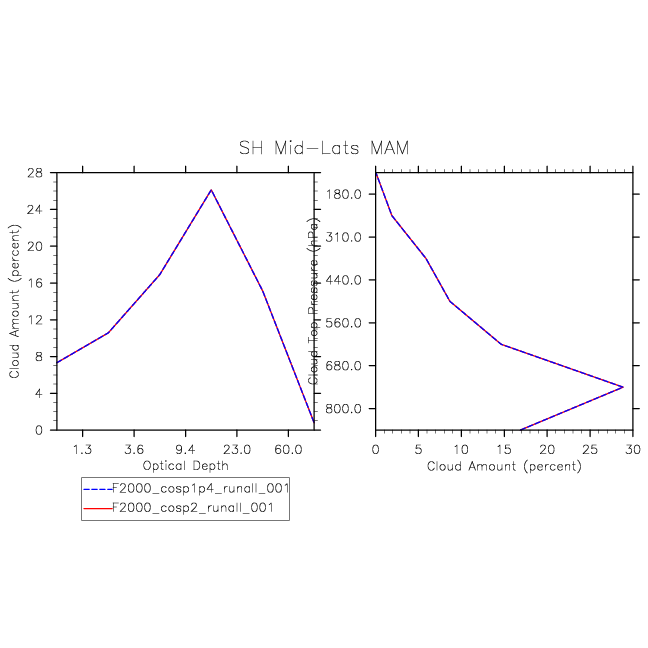 SH Mid-Lats MAM
Cloud Amount (percent)
28
24
20
16
12
8
4
0
1.3 3.6 9.4 23.0 60.0
Optical Depth
Cloud Top Pressure (hPa)
180.0
310.0
440.0
560.0
680.0
800.0
0 5 10 15 20 25 30
Cloud Amount (percent)
F2000_cosp1p4_runall_001
F2000_cosp2_runall_001